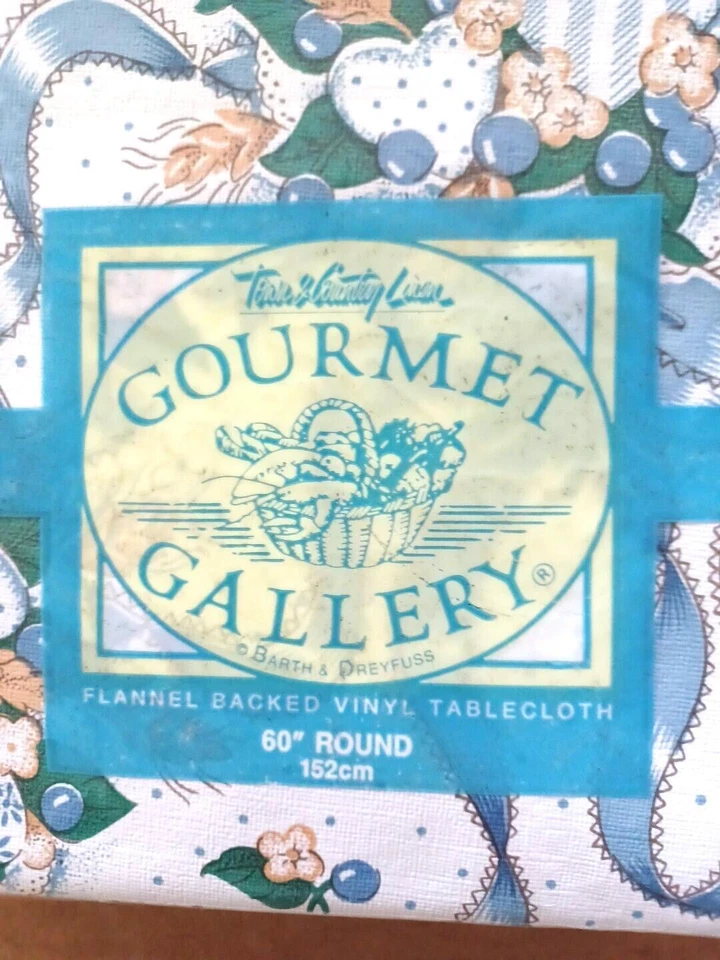 Town & Country Linen
GOURMET
GALLERY®
© BARTH & DREYFUSS
FLANNEL BACKED VINYL TABLECLOTH
60" ROUND
152cm